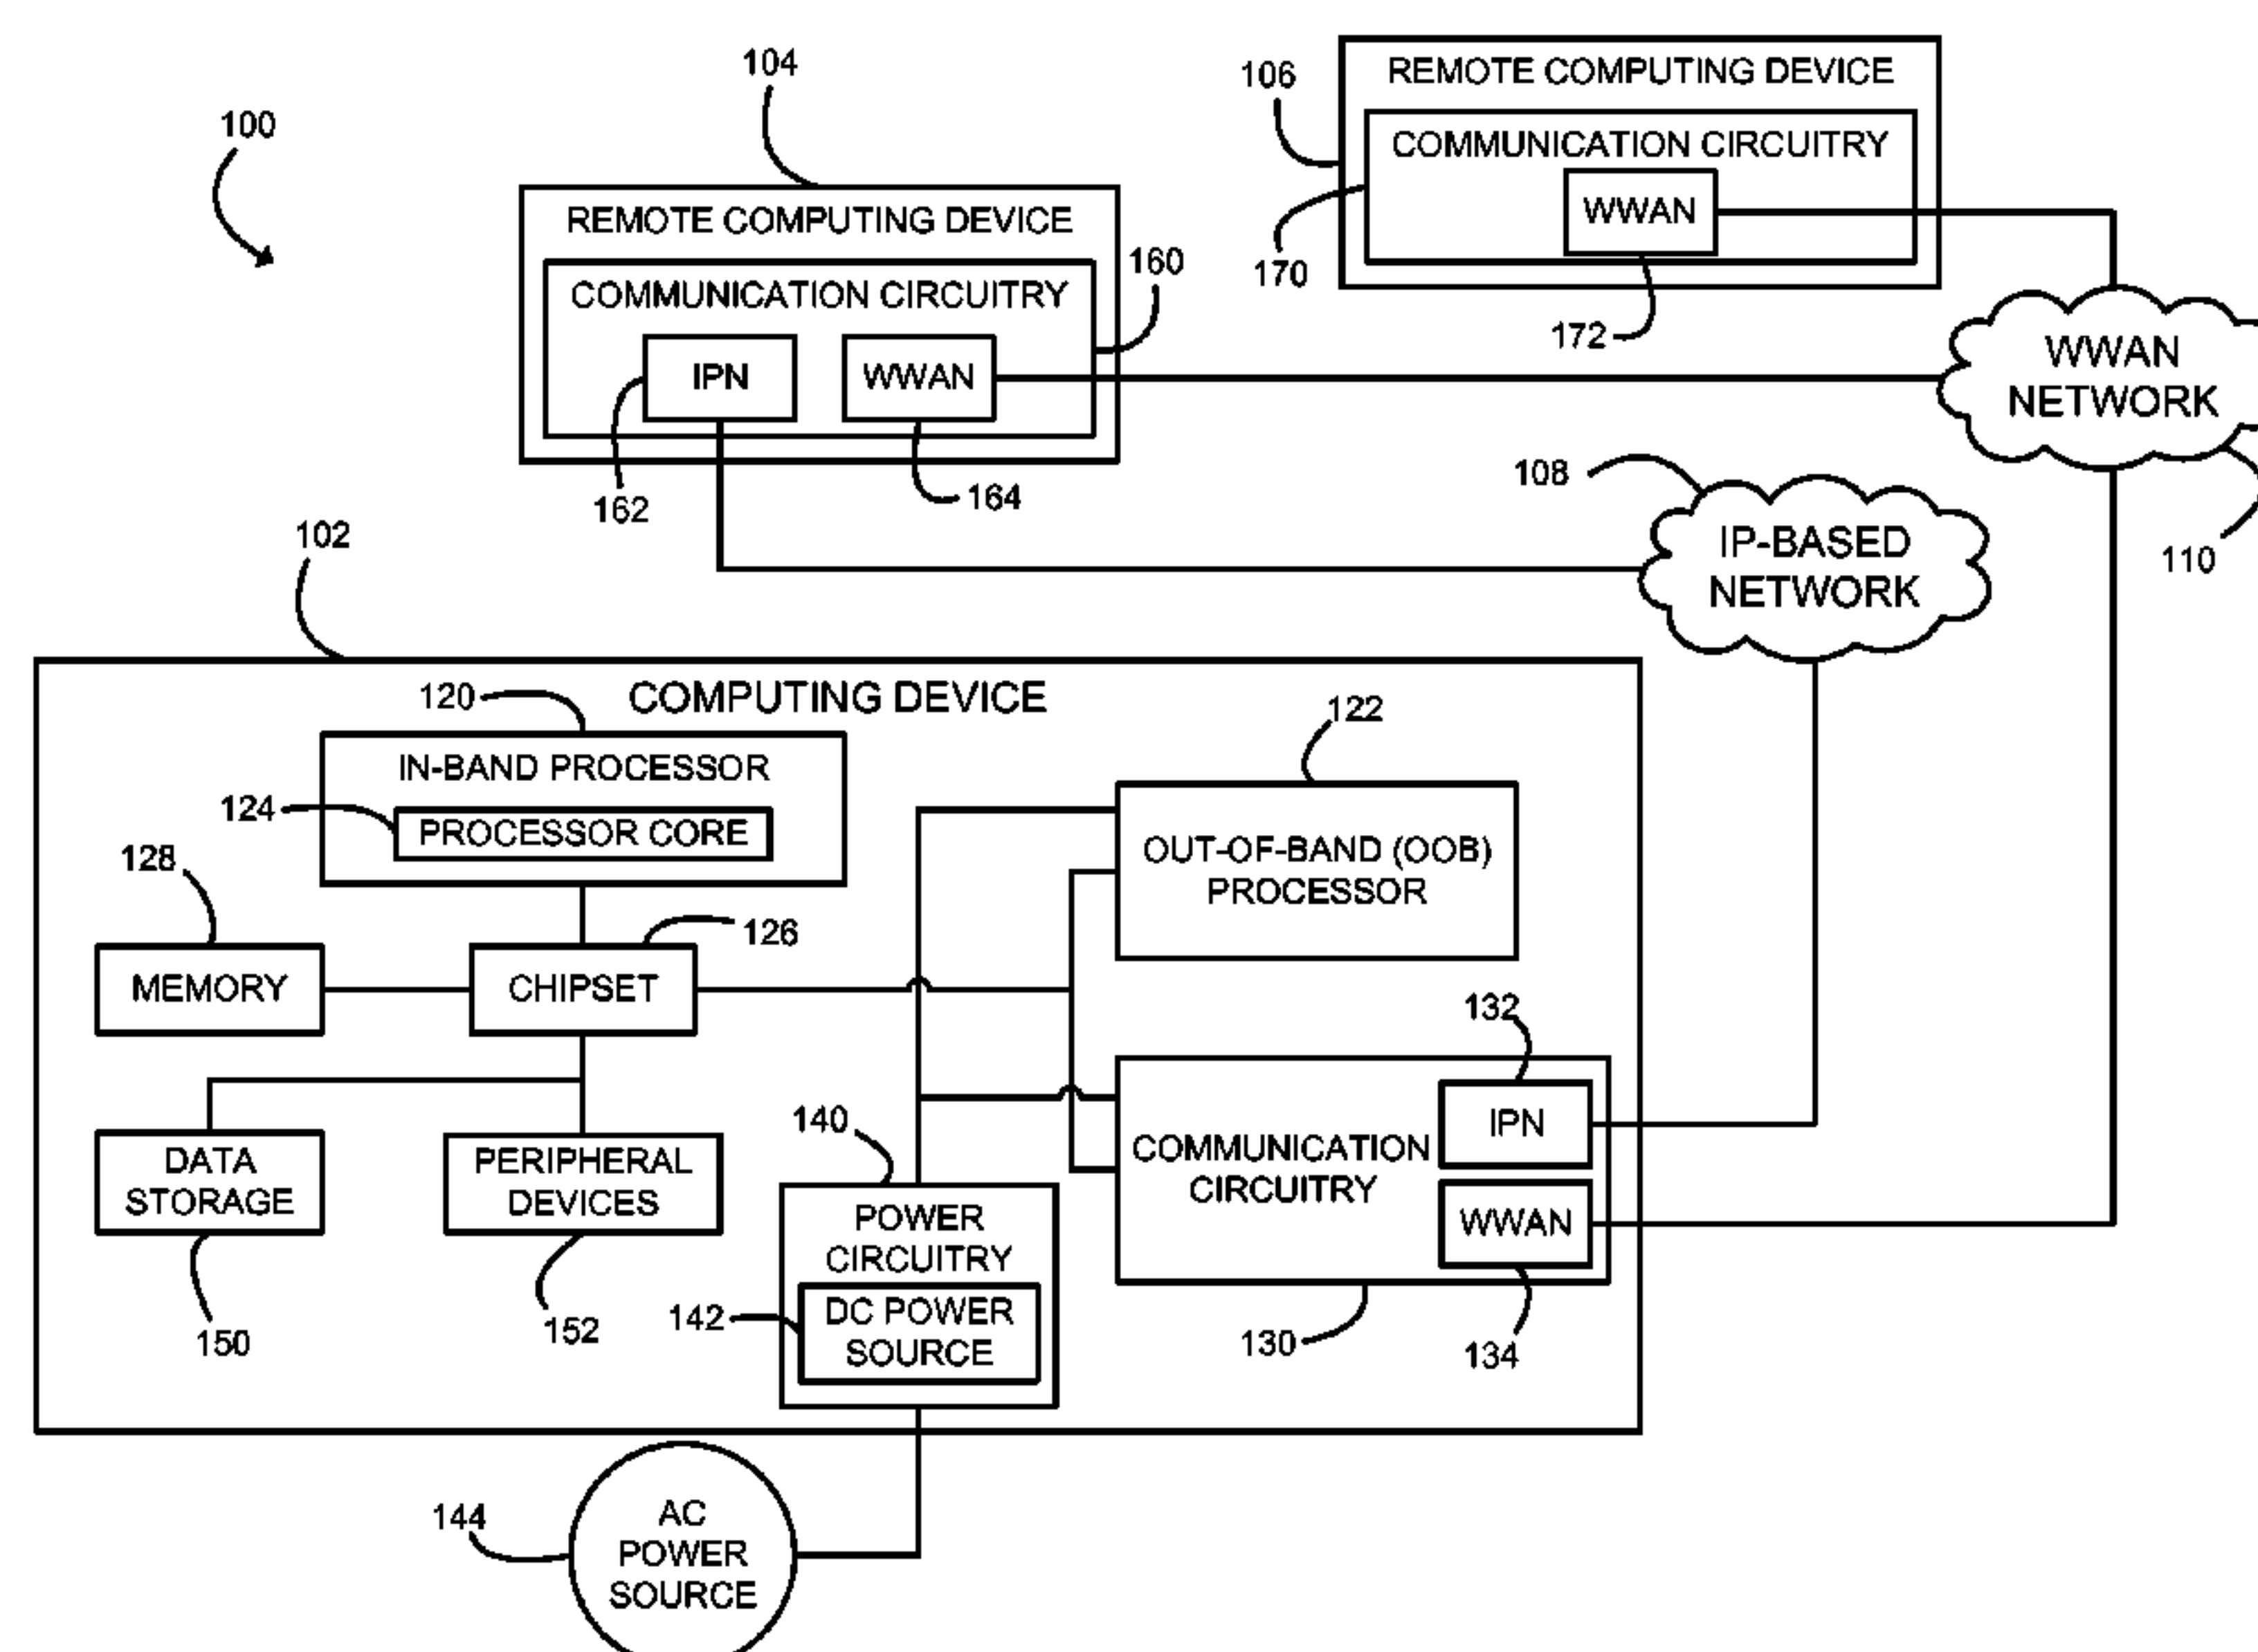 100
104
REMOTE COMPUTING DEVICE
COMMUNICATION CIRCUITRY
160
IPN
WWAN
162
164
106
REMOTE COMPUTING DEVICE
COMMUNICATION CIRCUITRY
WWAN
170
172
WWAN
NETWORK
110
108
IP-BASED
NETWORK
102
COMPUTING DEVICE
120
IN-BAND PROCESSOR
124
PROCESSOR CORE
122
OUT-OF-BAND (OOB)
PROCESSOR
128
MEMORY
126
CHIPSET
132
IPN
COMMUNICATION
CIRCUITRY
WWAN
130
134
DATA
STORAGE
150
PERIPHERAL
DEVICES
152
140
POWER
CIRCUITRY
142
DC POWER
SOURCE
144
AC
POWER
SOURCE